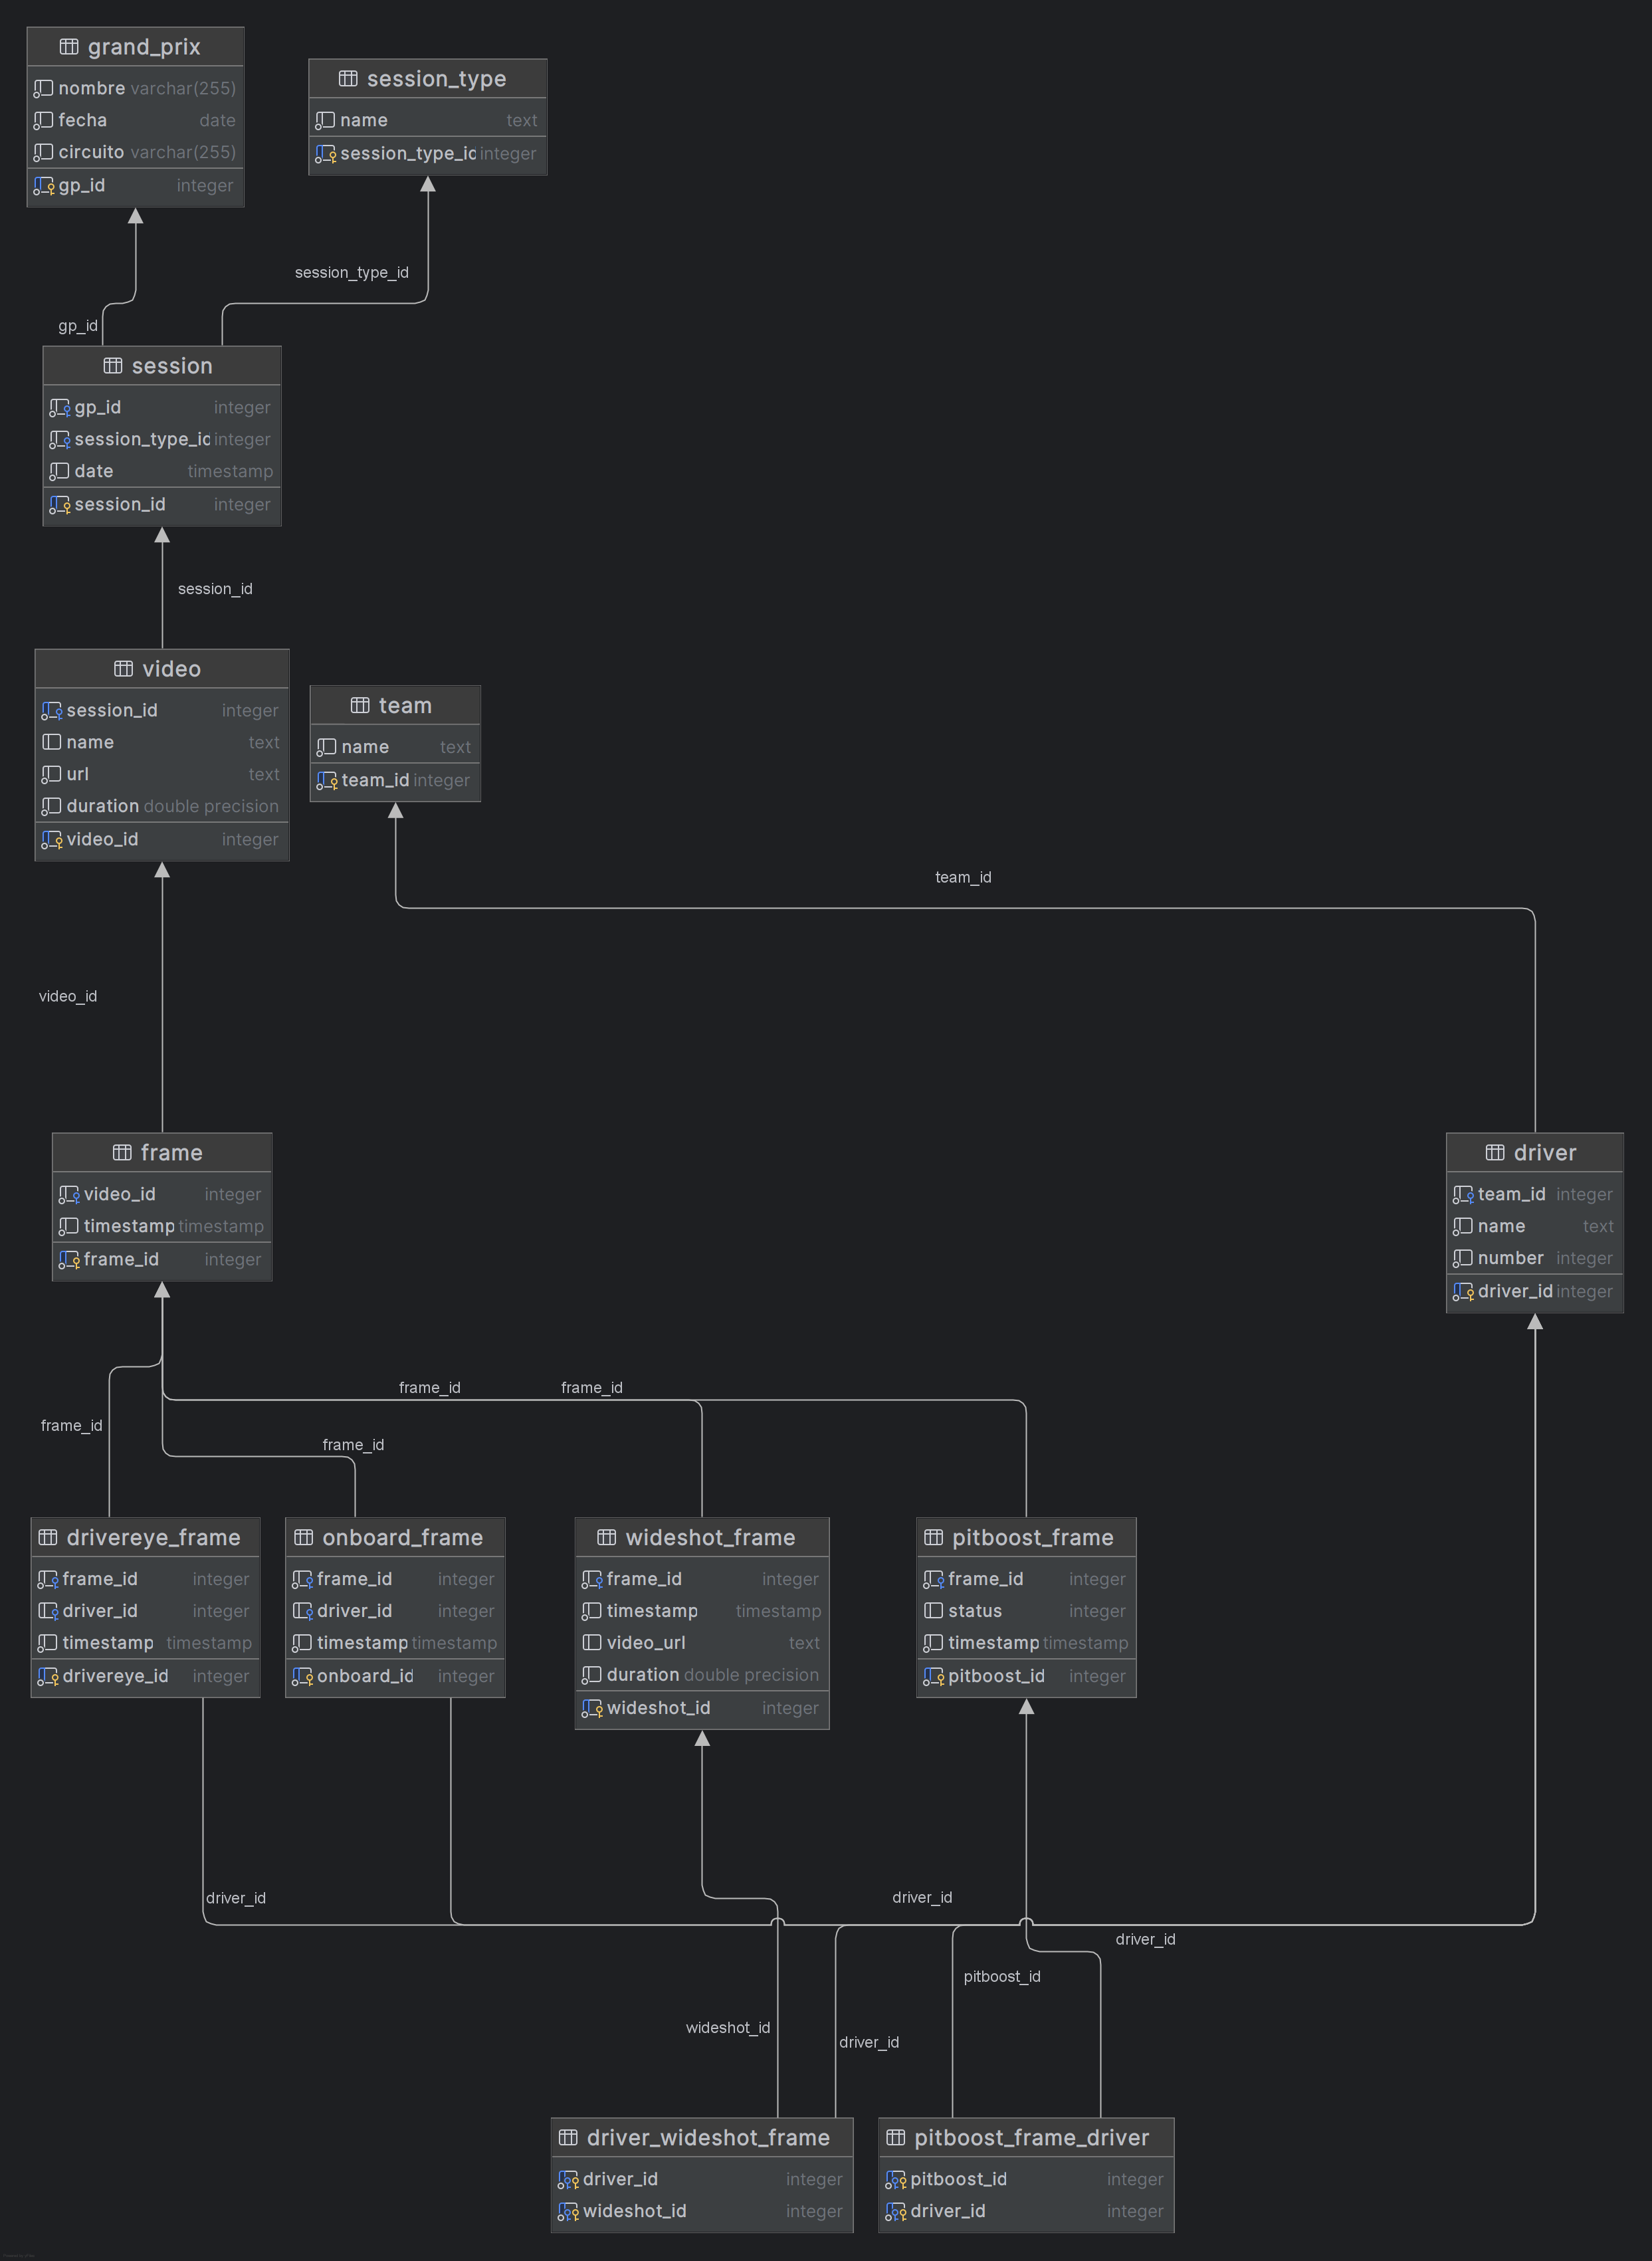 grand_prix
nombre varchar(255)
fecha date
circuito varchar(255)
gp_id integer
session_type
name text
session_type_id integer
session_type_id
gp_id
session
gp_id integer
session_type_id integer
date timestamp
session_id integer
session_id
video
session_id integer
name text
url text
duration double precision
video_id integer
team
name text
team_id integer
team_id
video_id
frame
video_id integer
timestamp timestamp
frame_id integer
driver
team_id integer
name text
number integer
driver_id integer
frame_id
frame_id
frame_id
frame_id
drivereye_frame
frame_id integer
driver_id integer
timestamp timestamp
drivereye_id integer
onboard_frame
frame_id integer
driver_id integer
timestamp timestamp
onboard_id integer
wideshot_frame
frame_id integer
timestamp timestamp
video_url text
duration double precision
wideshot_id integer
pitboost_frame
frame_id integer
status integer
timestamp timestamp
pitboost_id integer
driver_id
driver_id
driver_id
pitboost_id
wideshot_id
driver_id
driver_wideshot_frame
driver_id integer
wideshot_id integer
pitboost_frame_driver
pitboost_id integer
driver_id integer